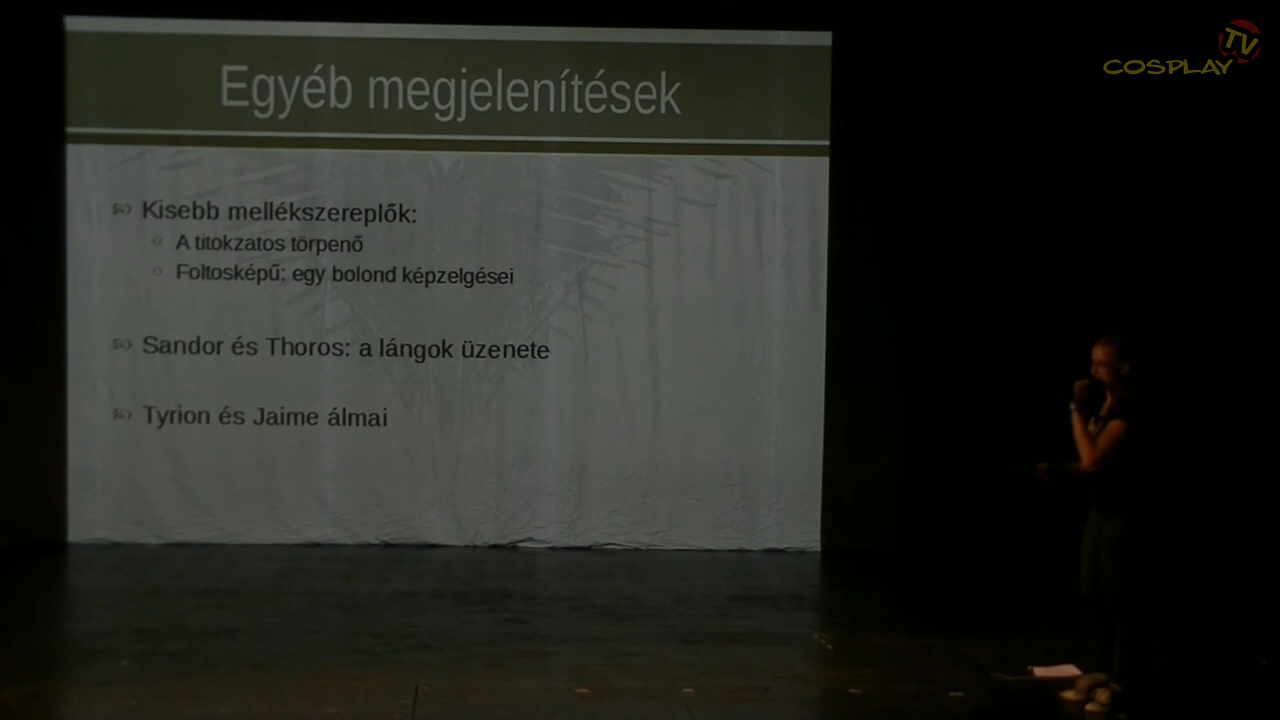 Egyéb megjelenítések
Kisebb mellékszereplők:
A titokzatos törpenő
Foltosképű: egy bolond képzelgései
Sandor és Thoros: a lángok üzenete
Tyrion és Jaime álmai
COSPLAY TV